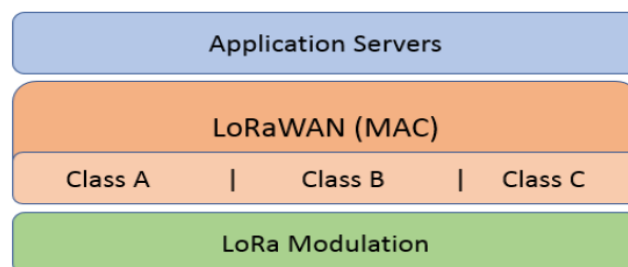 Application Servers
LoRaWAN (MAC)
Class A | Class B | Class C
LoRa Modulation